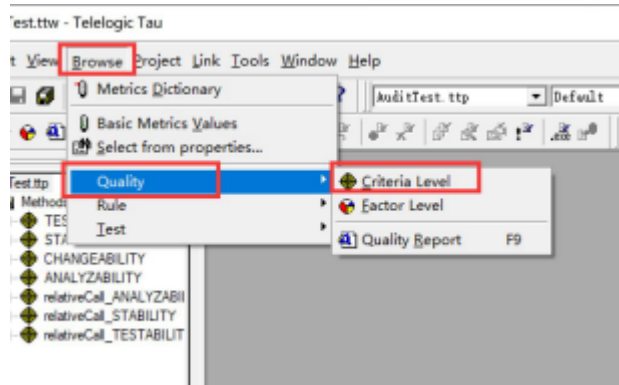 Test.ttw - Telelogic Tau
t View Browse Project Link Tools Window Help
Metrics Dictionary
AuditTest.ttp
Default
Basic Metrics Values
Select from properties...
Test.ttp
Quality
Criteria Level
Methods
Rule
Factor Level
TES
Test
STA
Quality Report F9
CHANGEABILITY
ANALYZABILITY
relativeCall_ANALYZABII
relativeCall_STABILITY
relativeCall_TESTABILIT